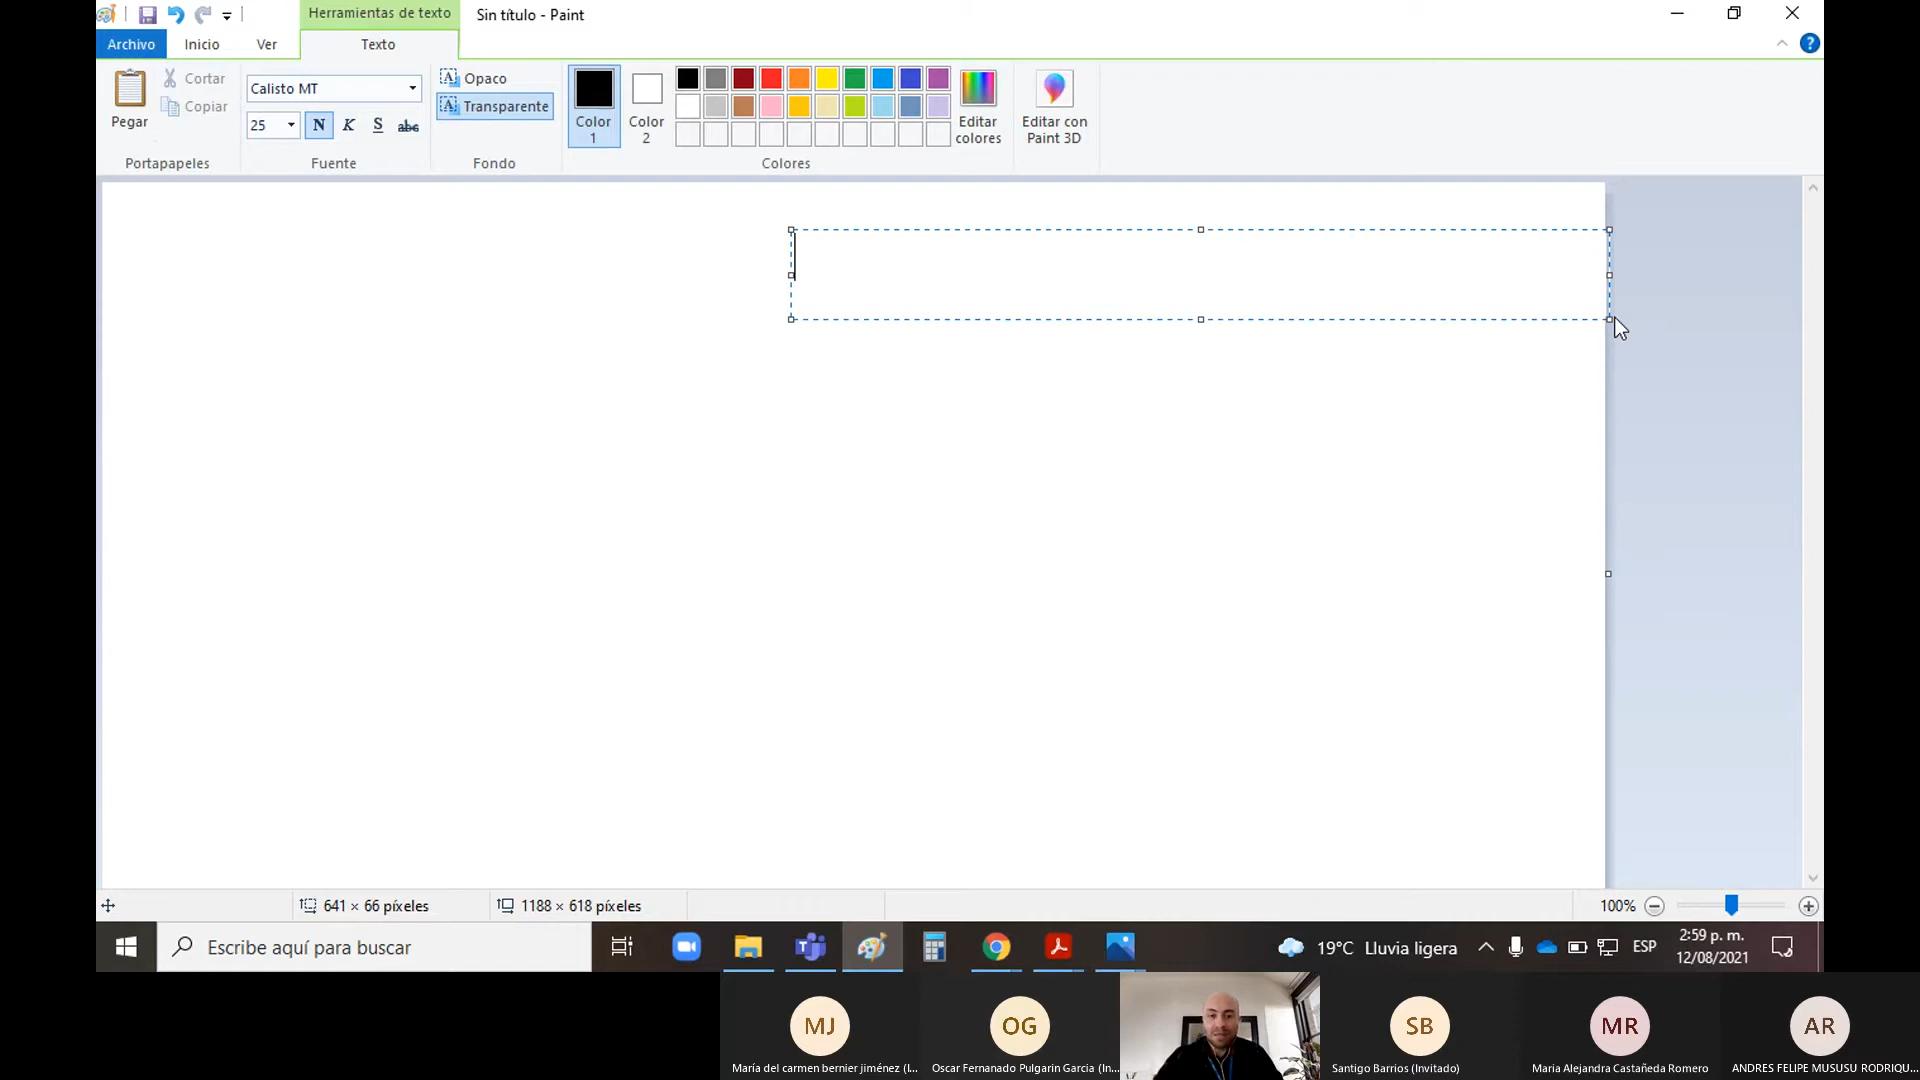 Herramientas de texto
Sin título - Paint
Archivo
Inicio
Ver
Texto
Pegar
Cortar
Copiar
Portapapeles
Calisto MT
25
N K S abc
Fuente
Opaco
Transparente
Fondo
Color 1
Color 2
Editar colores
Colores
Editar con Paint 3D
641 × 66 píxeles
1188 × 618 píxeles
100%
Escribe aquí para buscar
19°C Lluvia ligera
ESP
2:59 p. m.
12/08/2021
MJ
OG
SB
MR
AR
María del carmen bernier jiménez (I...
Oscar Fernanado Pulgarin Garcia (In...
Santigo Barrios (Invitado)
Maria Alejandra Castañeda Romero
ANDRES FELIPE MUSUSU RODRIQU...